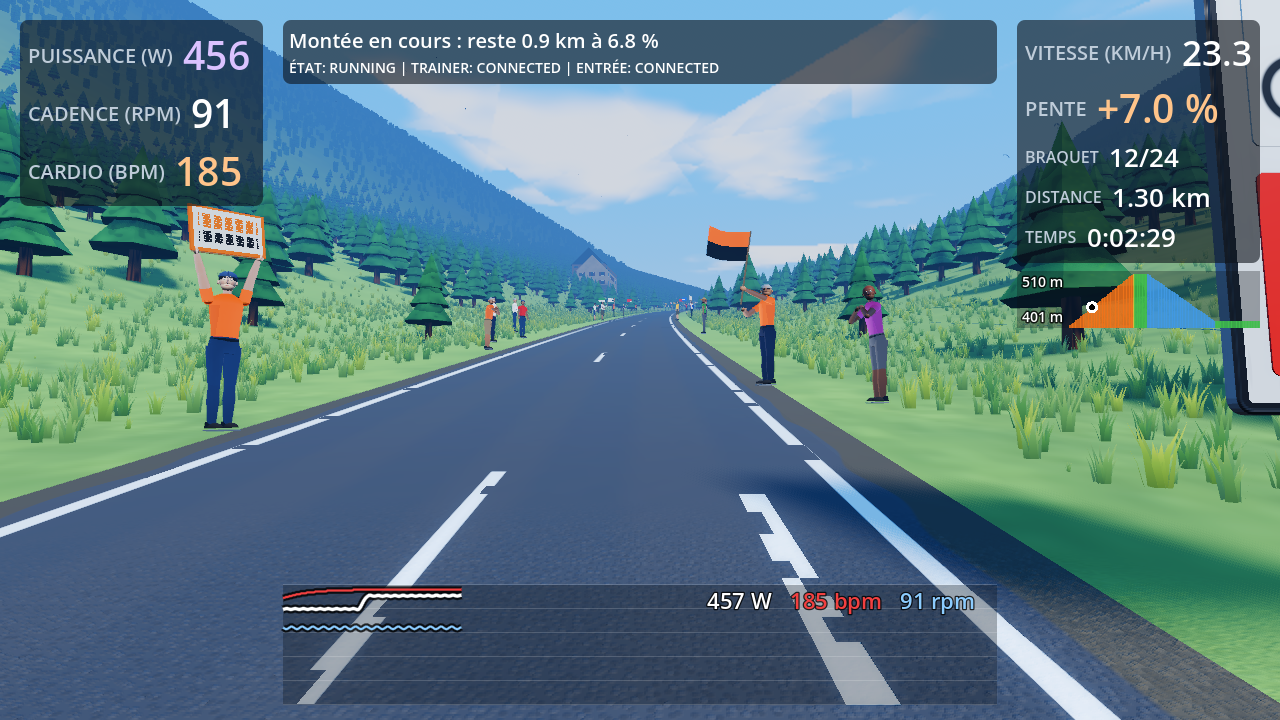 PUISSANCE (W) 456
CADENCE (RPM) 91
CARDIO (BPM) 185
Montée en cours : reste 0.9 km à 6.8 %
ÉTAT: RUNNING | TRAINER: CONNECTED | ENTRÉE: CONNECTED
VITESSE (KM/H) 23.3
PENTE +7.0 %
BRAQUET 12/24
DISTANCE 1.30 km
TEMPS 0:02:29
510 m
401 m
457 W 185 bpm 91 rpm